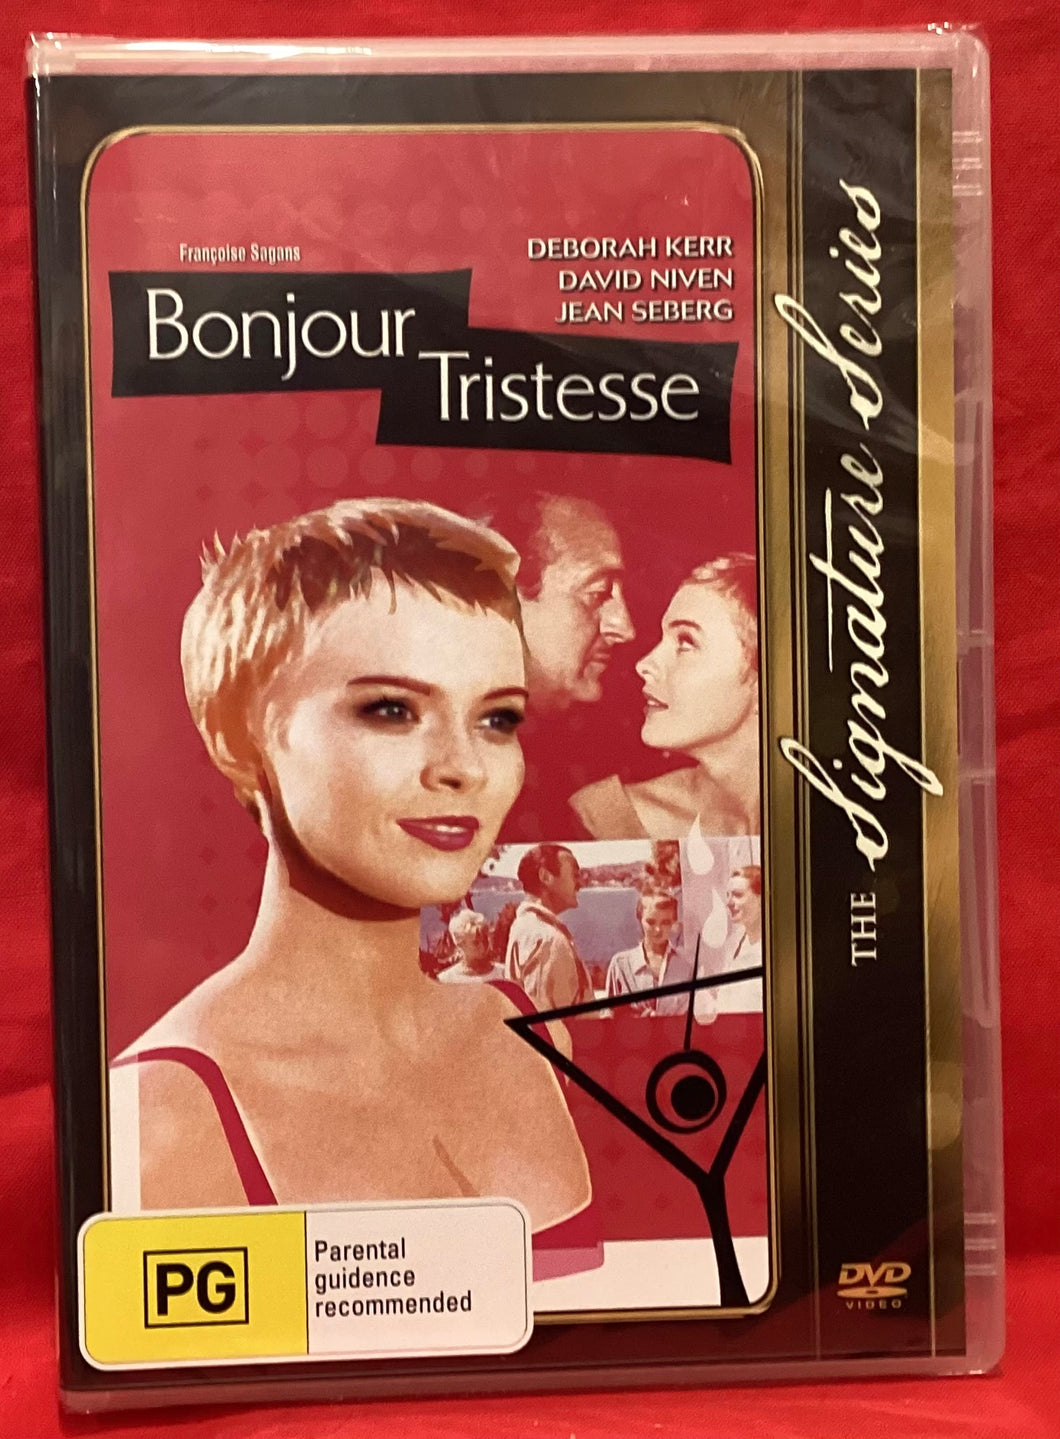 Françoise Sagans
DEBORAH KERR
DAVID NIVEN
JEAN SEBERG
Bonjour
Tristesse
THE Signature Series
PG
Parental
guidence
recommended
DVD
VIDEO